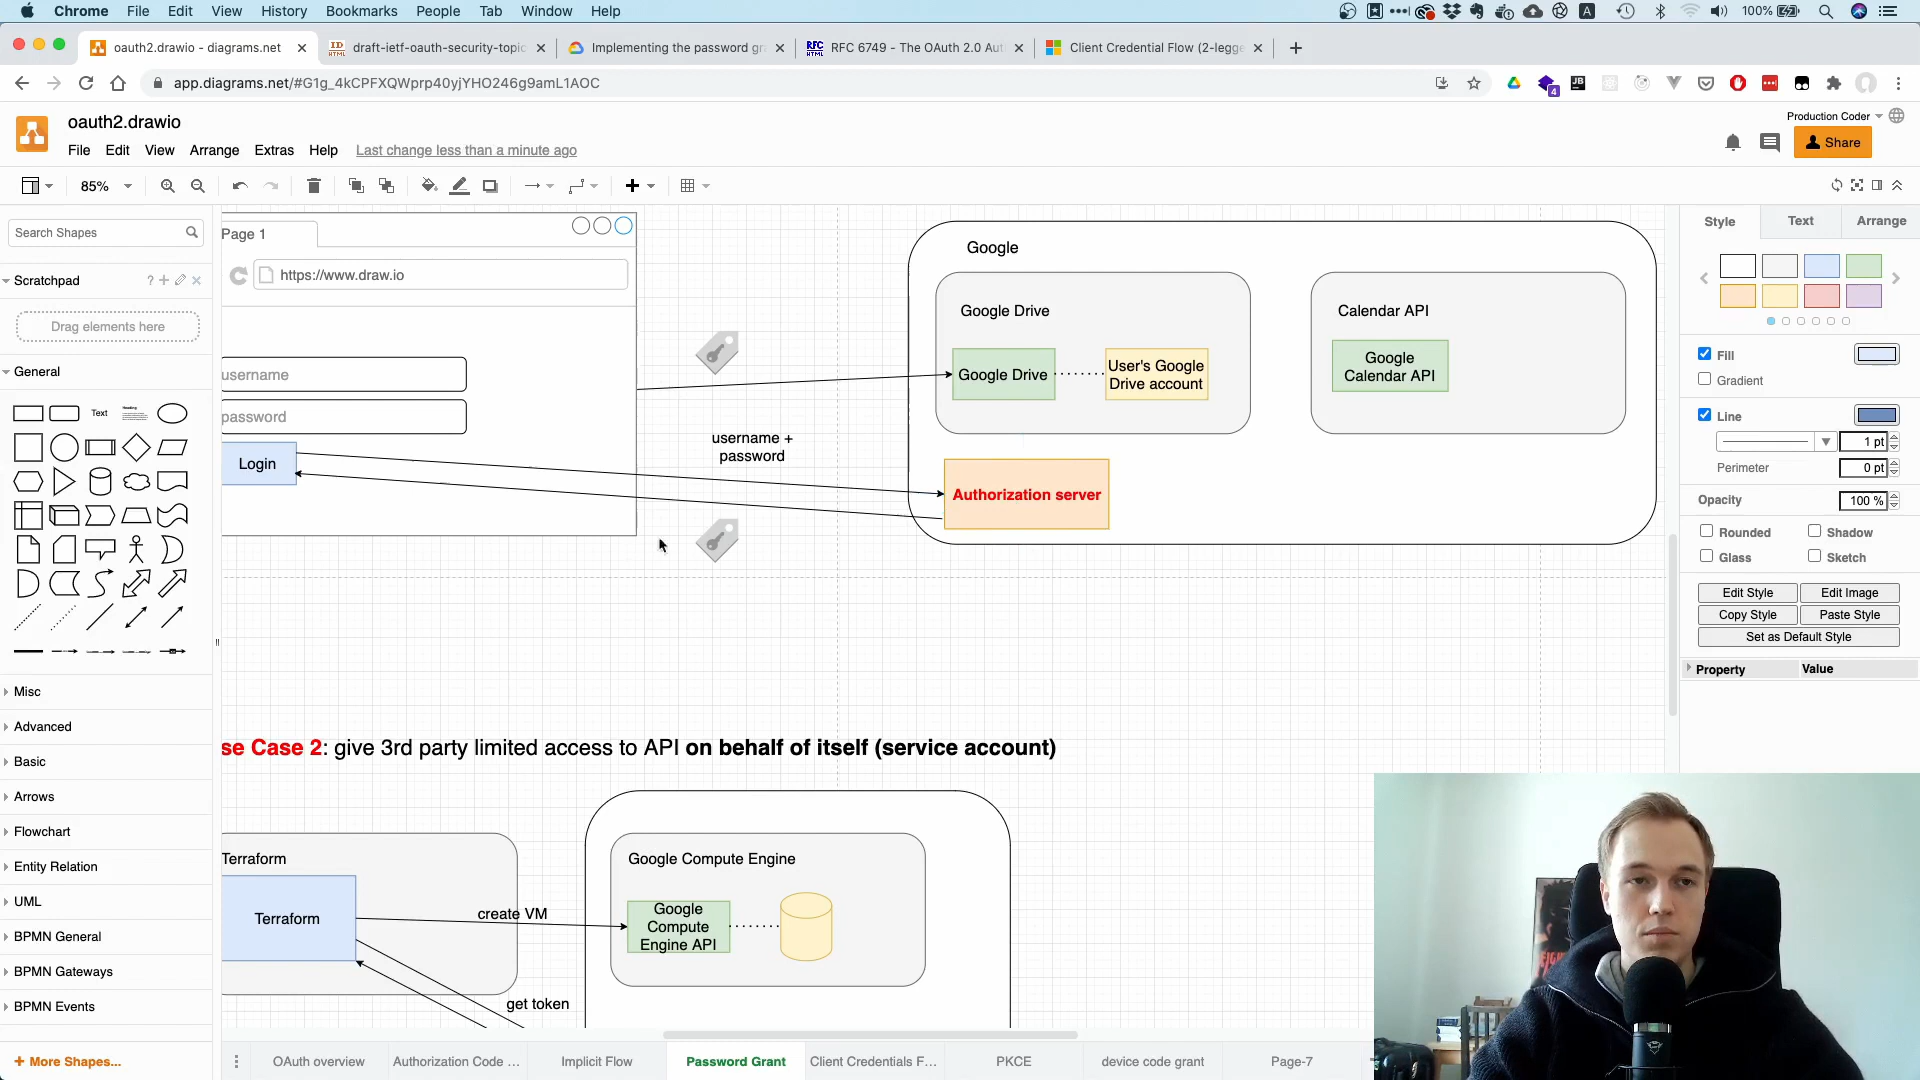 Chrome File Edit View History Bookmarks People Tab Window Help
100%
oauth2.drawio - diagrams.net
draft-ietf-oauth-security-topic
Implementing the password gr
RFC 6749 - The OAuth 2.0 Aut
Client Credential Flow (2-legge
app.diagrams.net/#G1g_4kCPFXQWprp40yjYHO246g9amL1AOC
oauth2.drawio
Production Coder
File Edit View Arrange Extras Help Last change less than a minute ago
Share
85%
Search Shapes
Scratchpad
Drag elements here
General
Text
Heading
Misc
Advanced
Basic
Arrows
Flowchart
Entity Relation
UML
BPMN General
BPMN Gateways
BPMN Events
+ More Shapes...
Page 1
https://www.draw.io
username
password
Login
username +
password
Google
Google Drive
Google Drive
User's Google
Drive account
Calendar API
Google
Calendar API
Authorization server
se Case 2: give 3rd party limited access to API on behalf of itself (service account)
Terraform
Terraform
create VM
get token
Google Compute Engine
Google
Compute
Engine API
Style Text Arrange
Fill
Gradient
Line
1 pt
Perimeter 0 pt
Opacity 100 %
Rounded Shadow
Glass Sketch
Edit Style Edit Image
Copy Style Paste Style
Set as Default Style
Property Value
OAuth overview
Authorization Code ...
Implicit Flow
Password Grant
Client Credentials F...
PKCE
device code grant
Page-7